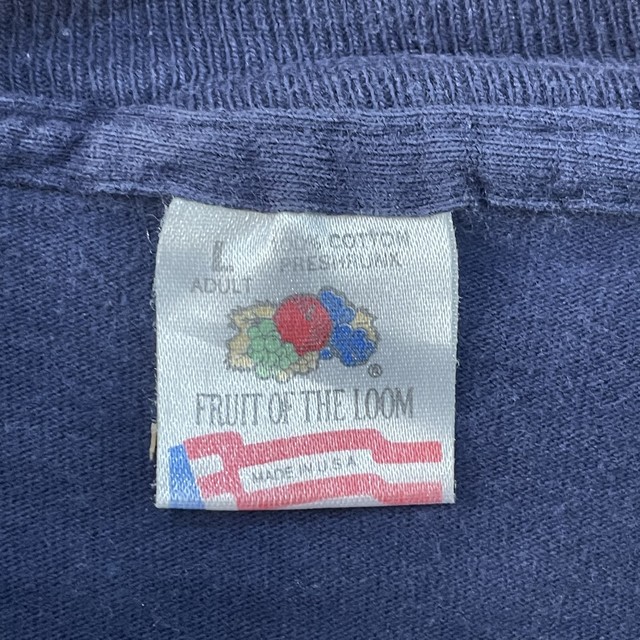 L
ADULT
100% COTTON
PRESHRUNK
®
FRUIT OF THE LOOM
MADE IN U.S.A.